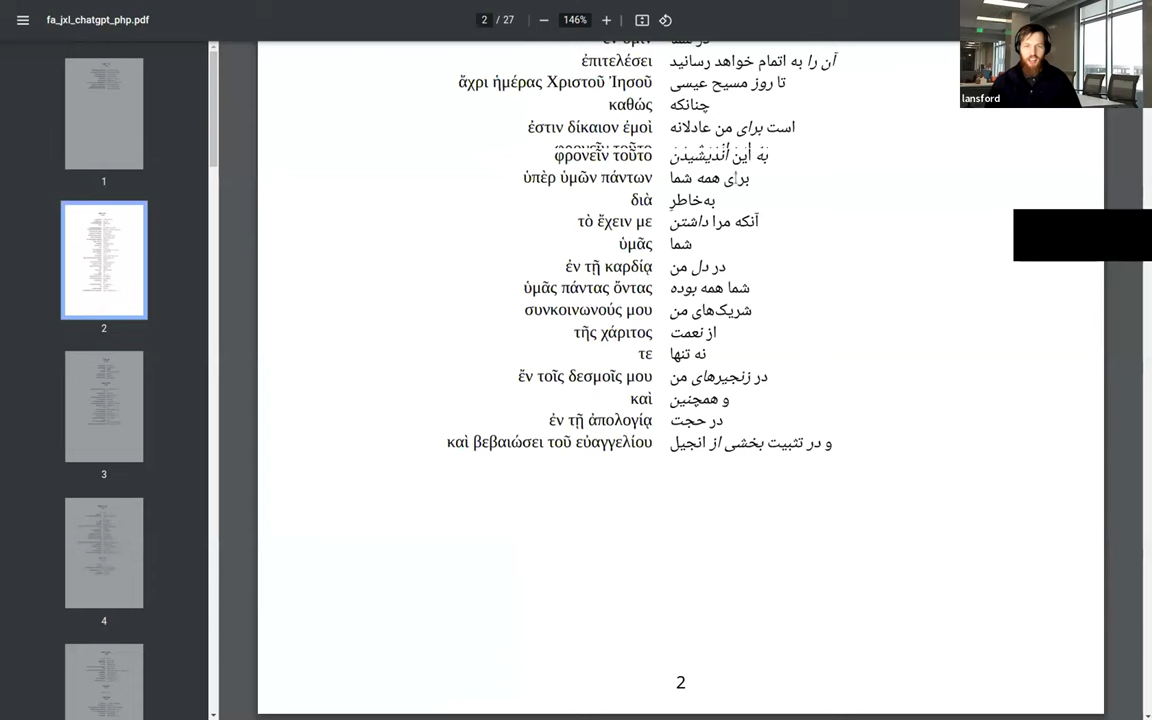 fa_jxl_chatgpt_php.pdf
2 / 27
146%
lansford
ἐπιτελέσει آن را به اتمام خواهد رسانید
ἄχρι ἡμέρας Χριστοῦ Ἰησοῦ تا روز مسیح عیسی
καθώς چنانکه
ἐστιν δίκαιον ἐμοὶ است برای من عادلانه
φρονεῖν τοῦτο به این اندیشیدن
ὑπὲρ ὑμῶν πάντων برای همه شما
διὰ به‌خاطرِ
τὸ ἔχειν με آنکه مرا داشتن
ὑμᾶς شما
ἐν τῇ καρδίᾳ در دل من
ὑμᾶς πάντας ὄντας شما همه بوده
συνκοινωνούς μου شریک‌های من
τῆς χάριτος از نعمت
τε نه تنها
ἔν τοῖς δεσμοῖς μου در زنجیرهای من
καὶ و همچنین
ἐν τῇ ἀπολογίᾳ در حجت
καὶ βεβαιώσει τοῦ εὐαγγελίου و در تثبیت بخشی از انجیل
2
1
2
3
4